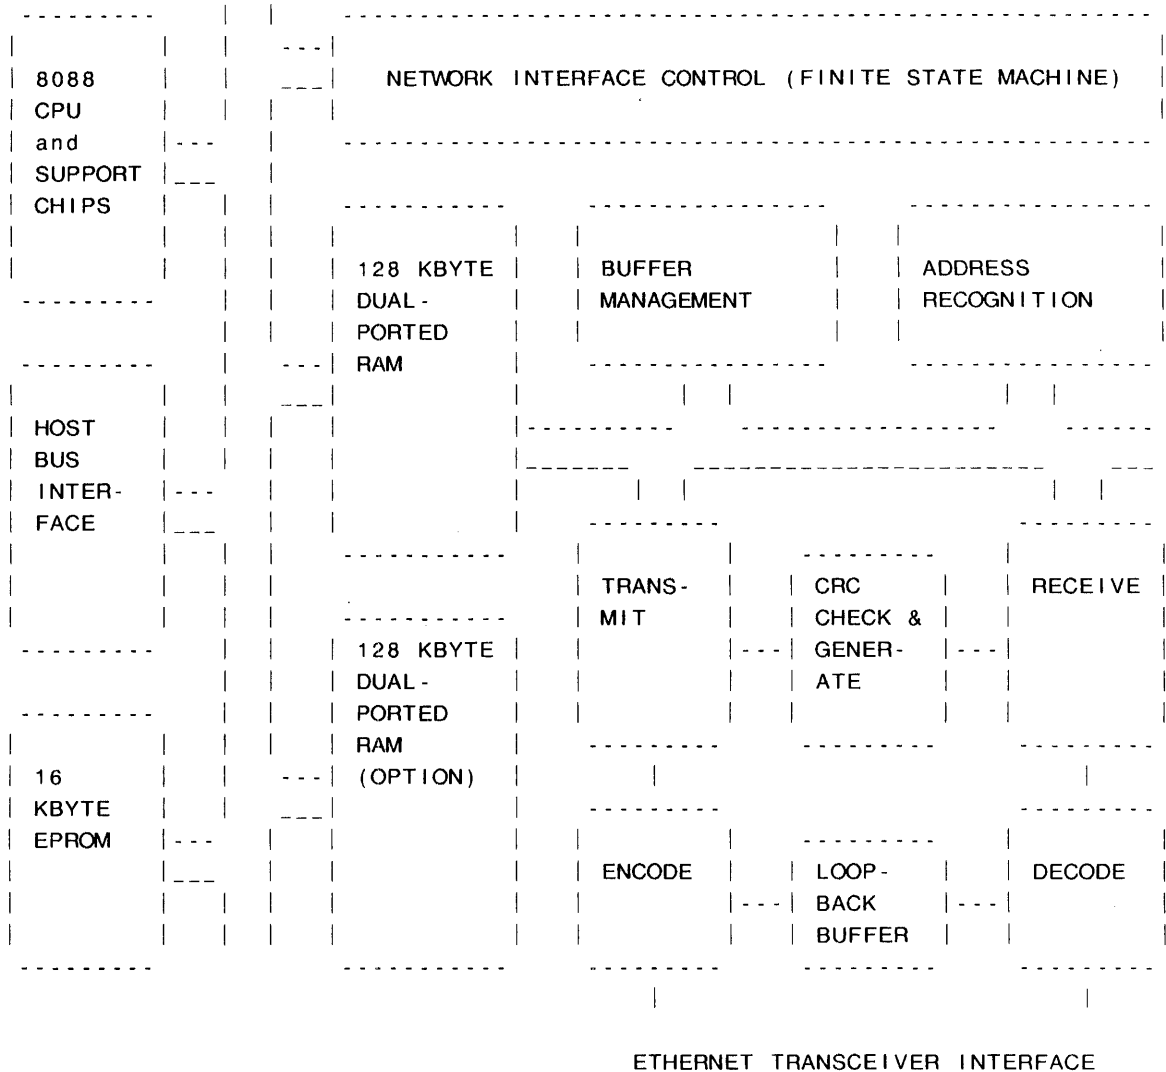 8088
CPU
and
SUPPORT
CHIPS
NETWORK INTERFACE CONTROL (FINITE STATE MACHINE)
128 KBYTE
DUAL-
PORTED
RAM
BUFFER
MANAGEMENT
ADDRESS
RECOGNITION
HOST
BUS
INTER-
FACE
TRANS-
MIT
CRC
CHECK &
GENER-
ATE
RECEIVE
128 KBYTE
DUAL-
PORTED
RAM
(OPTION)
16
KBYTE
EPROM
ENCODE
LOOP-
BACK
BUFFER
DECODE
ETHERNET TRANSCEIVER INTERFACE